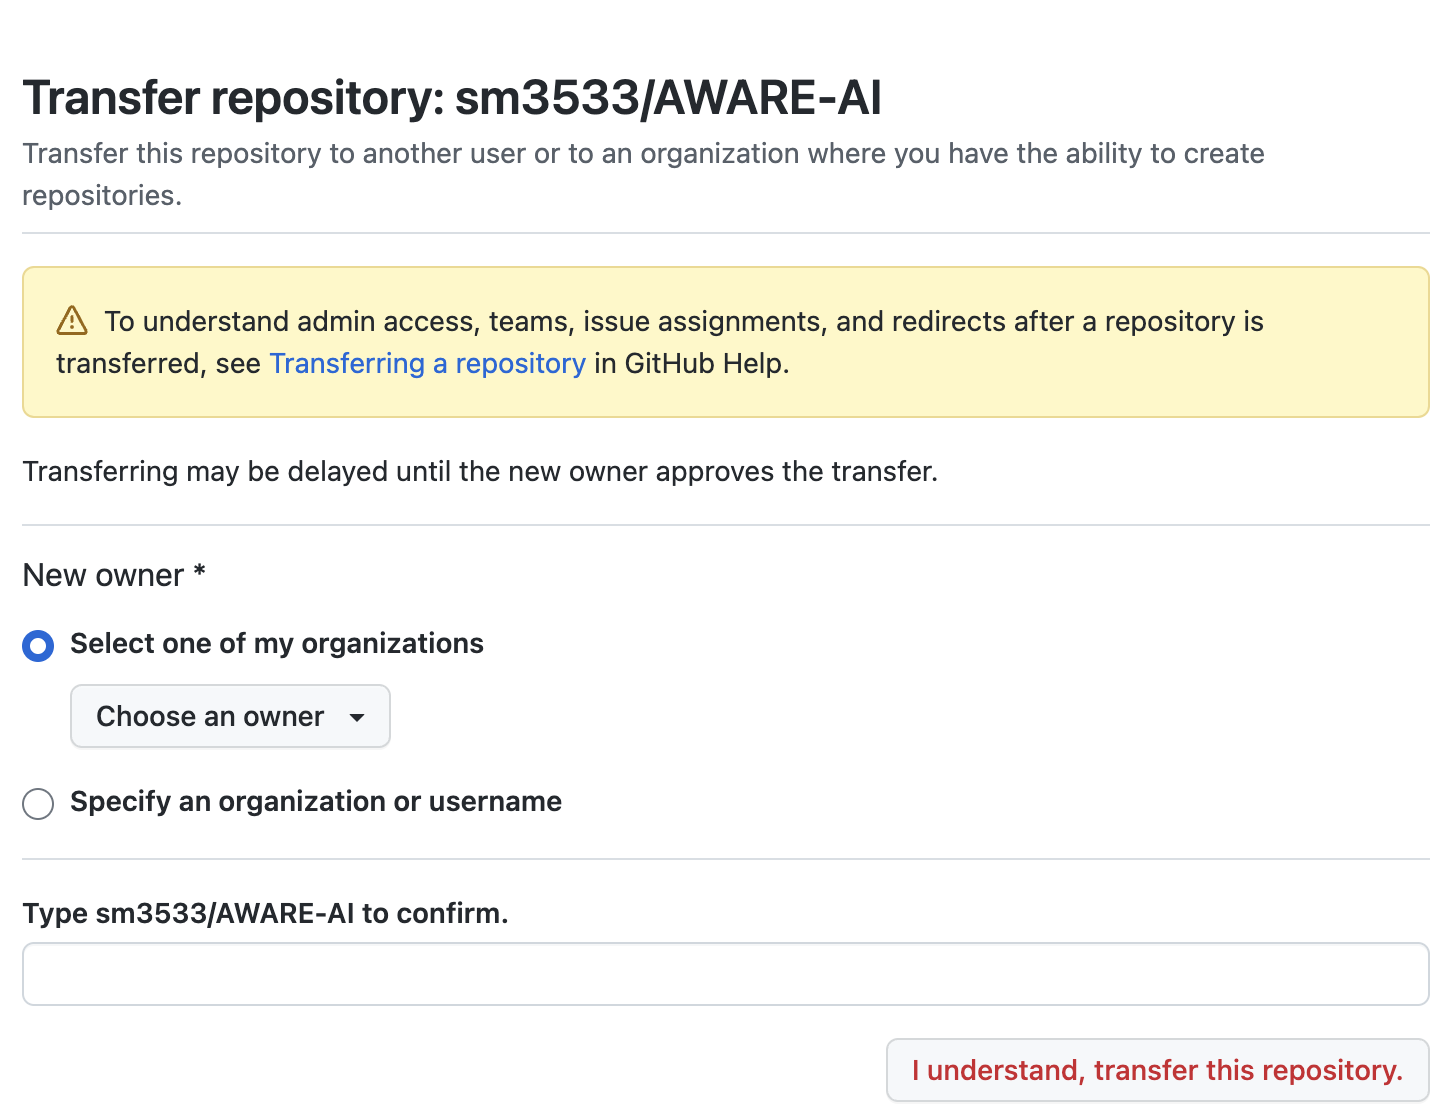 Transfer repository: sm3533/AWARE-AI
Transfer this repository to another user or to an organization where you have the ability to create
repositories.
To understand admin access, teams, issue assignments, and redirects after a repository is
transferred, see Transferring a repository in GitHub Help.
Transferring may be delayed until the new owner approves the transfer.
New owner *
Select one of my organizations
Choose an owner
Specify an organization or username
Type sm3533/AWARE-AI to confirm.
I understand, transfer this repository.